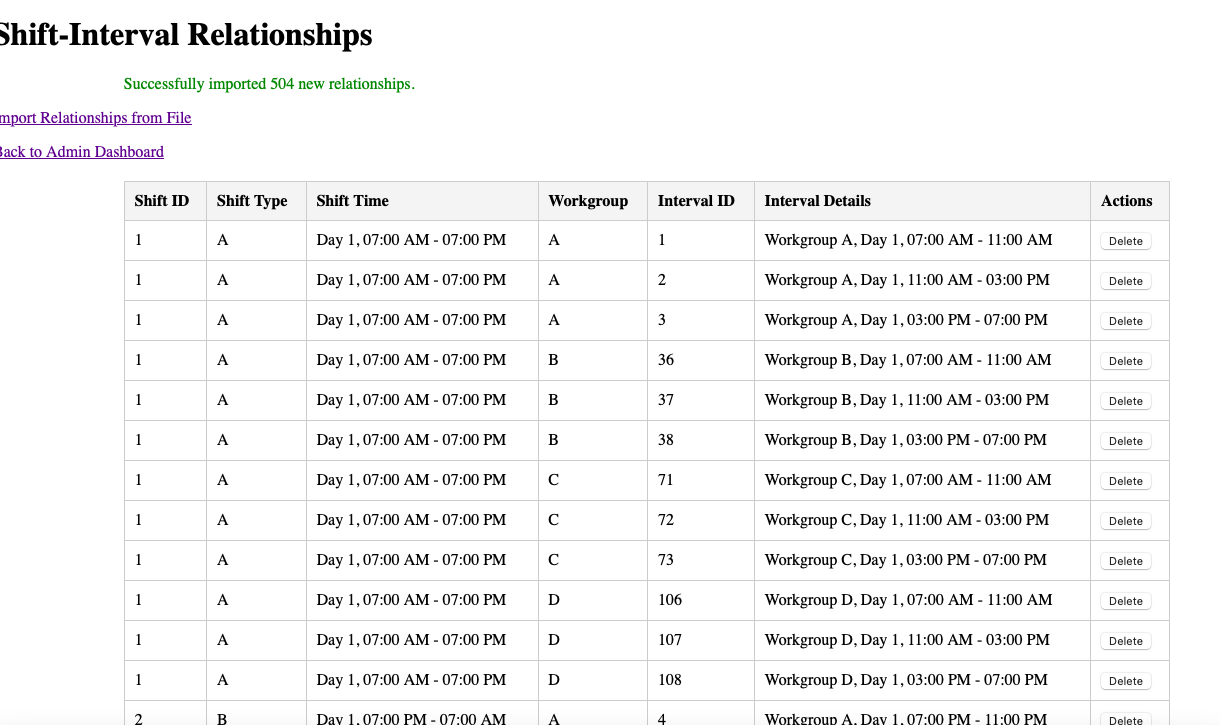 Shift-Interval Relationships
Successfully imported 504 new relationships.
mport Relationships from File
Back to Admin Dashboard
Shift ID Shift Type Shift Time Workgroup Interval ID Interval Details Actions
1 A Day 1, 07:00 AM - 07:00 PM A 1 Workgroup A, Day 1, 07:00 AM - 11:00 AM Delete
1 A Day 1, 07:00 AM - 07:00 PM A 2 Workgroup A, Day 1, 11:00 AM - 03:00 PM Delete
1 A Day 1, 07:00 AM - 07:00 PM A 3 Workgroup A, Day 1, 03:00 PM - 07:00 PM Delete
1 A Day 1, 07:00 AM - 07:00 PM B 36 Workgroup B, Day 1, 07:00 AM - 11:00 AM Delete
1 A Day 1, 07:00 AM - 07:00 PM B 37 Workgroup B, Day 1, 11:00 AM - 03:00 PM Delete
1 A Day 1, 07:00 AM - 07:00 PM B 38 Workgroup B, Day 1, 03:00 PM - 07:00 PM Delete
1 A Day 1, 07:00 AM - 07:00 PM C 71 Workgroup C, Day 1, 07:00 AM - 11:00 AM Delete
1 A Day 1, 07:00 AM - 07:00 PM C 72 Workgroup C, Day 1, 11:00 AM - 03:00 PM Delete
1 A Day 1, 07:00 AM - 07:00 PM C 73 Workgroup C, Day 1, 03:00 PM - 07:00 PM Delete
1 A Day 1, 07:00 AM - 07:00 PM D 106 Workgroup D, Day 1, 07:00 AM - 11:00 AM Delete
1 A Day 1, 07:00 AM - 07:00 PM D 107 Workgroup D, Day 1, 11:00 AM - 03:00 PM Delete
1 A Day 1, 07:00 AM - 07:00 PM D 108 Workgroup D, Day 1, 03:00 PM - 07:00 PM Delete
2 B Day 1, 07:00 PM - 07:00 AM A 4 Workgroup A, Day 1, 07:00 PM - 11:00 PM Delete